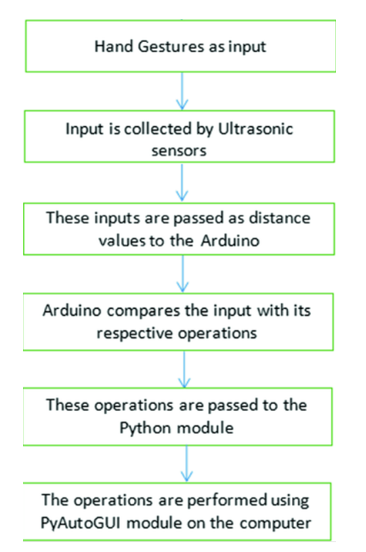 Hand Gestures as input
Input is collected by Ultrasonic
sensors
These inputs are passed as distance
values to the Arduino
Arduino compares the input with its
respective operations
These operations are passed to the
Python module
The operations are performed using
PyAutoGUI module on the computer